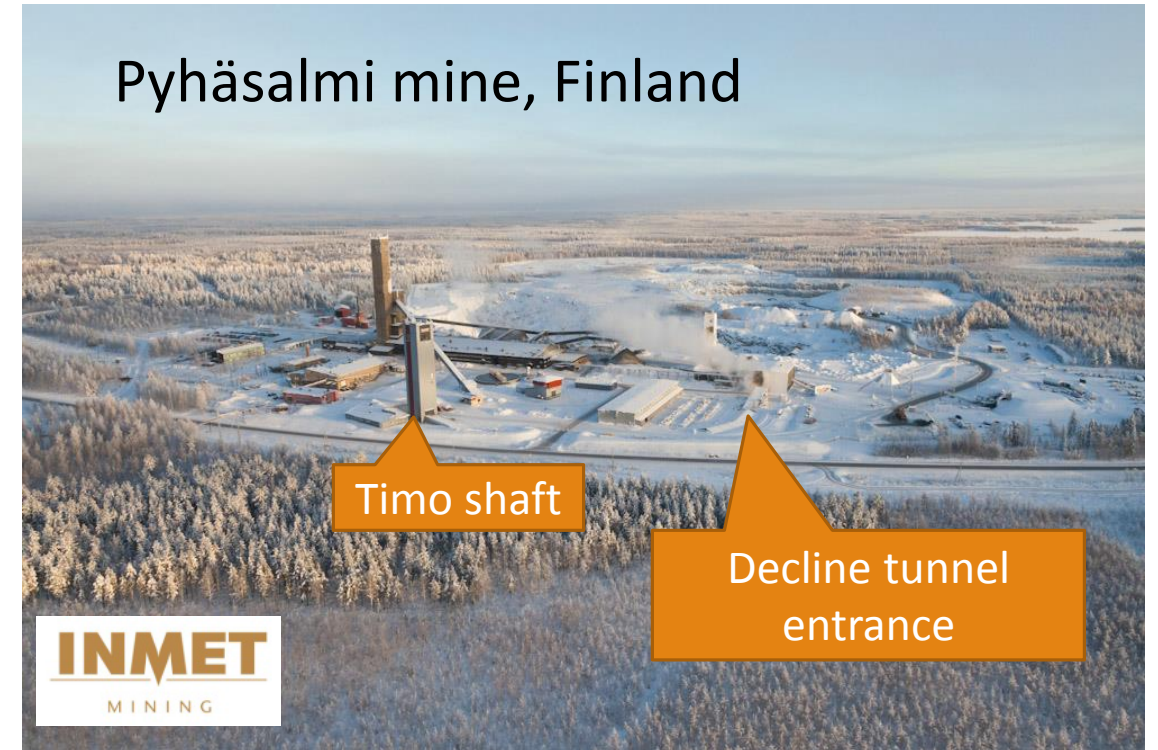 Pyhäsalmi mine, Finland
Timo shaft
Decline tunnel
entrance
INMET
MINING